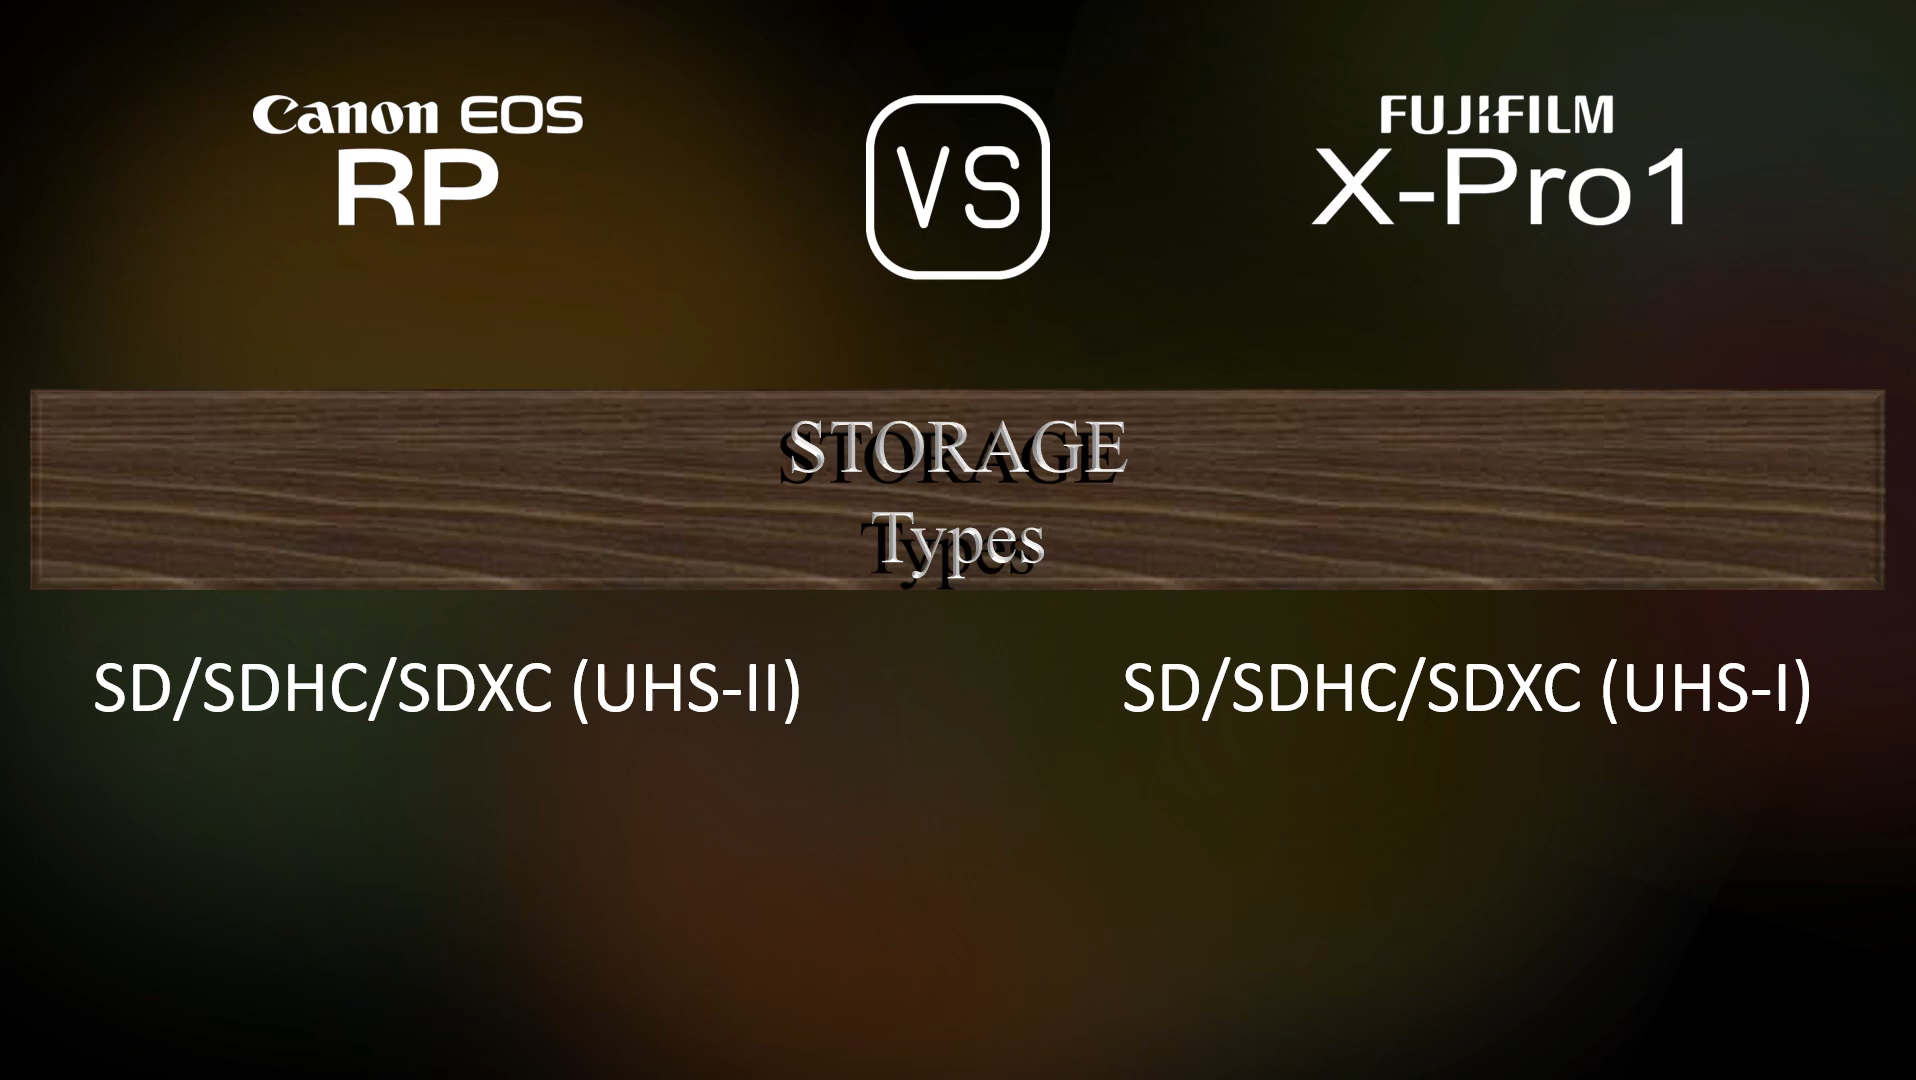 Canon EOS
RP
VS
FUJIFILM
X-Pro1
STORAGE
Types
SD/SDHC/SDXC (UHS-II)
SD/SDHC/SDXC (UHS-I)